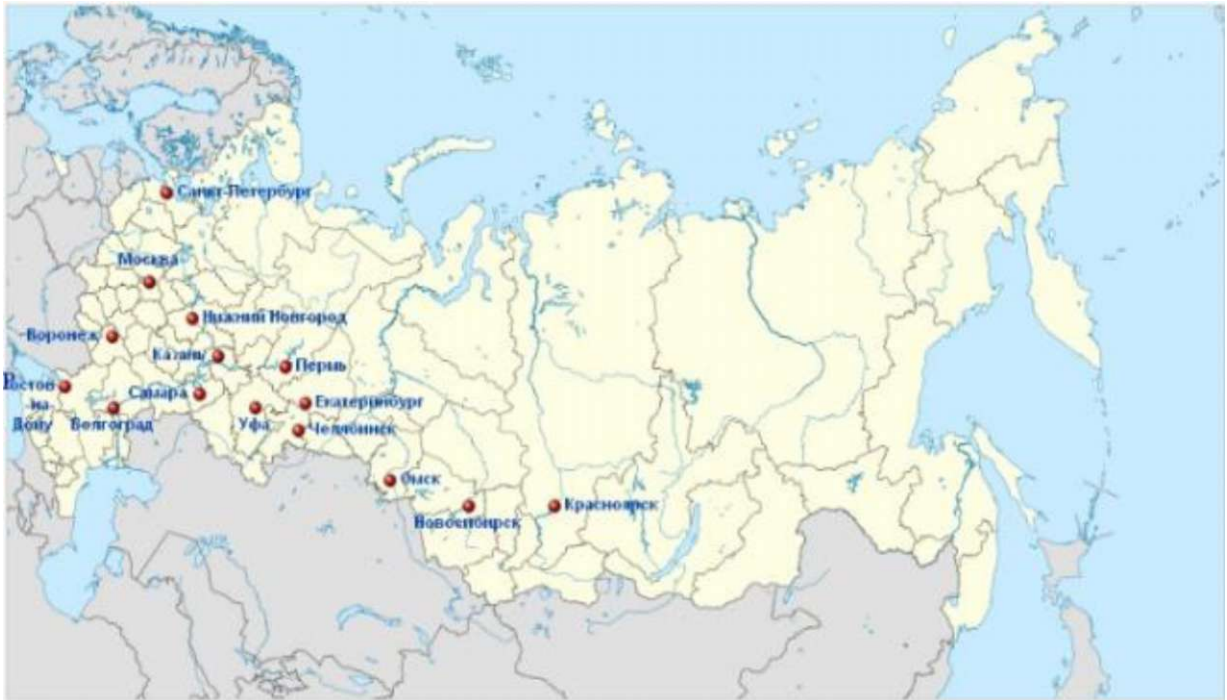 Санкт-Петербург
Москва
Нижний Новгород
Воронеж
Казань
Пермь
Ростов
на
Дону
Самара
Екатеринбург
Волгоград
Уфа
Челябинск
Омск
Новосибирск
Красноярск